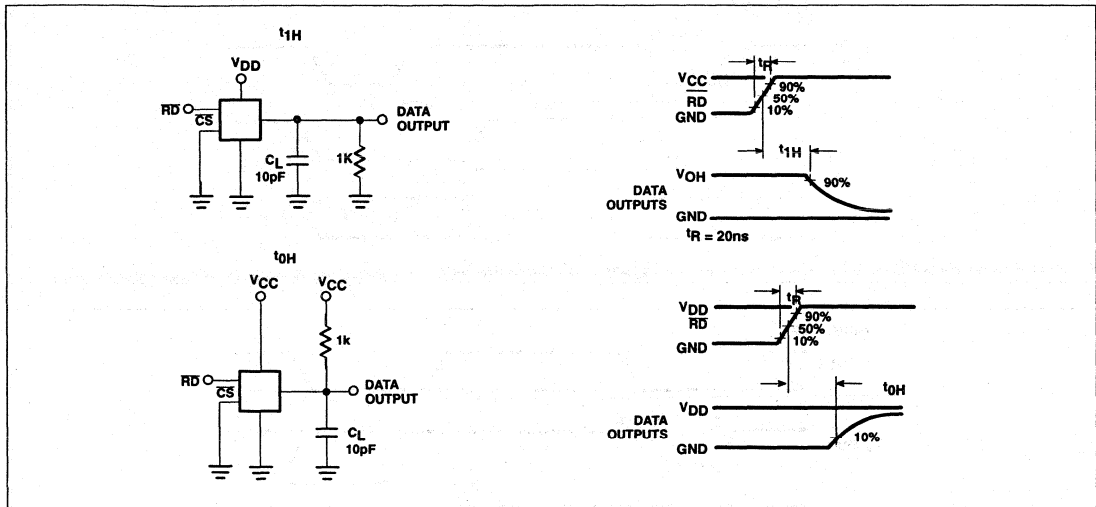 t1H
VDD
RD
CS
DATA
OUTPUT
CL
10pF
1K
tR
VCC
RD
GND
90%
50%
10%
t1H
VOH
DATA
OUTPUTS
GND
90%
tR = 20ns
t0H
VCC
VCC
1k
RD
CS
DATA
OUTPUT
CL
10pF
tR
VDD
RD
GND
90%
50%
10%
t0H
VDD
DATA
OUTPUTS
GND
10%